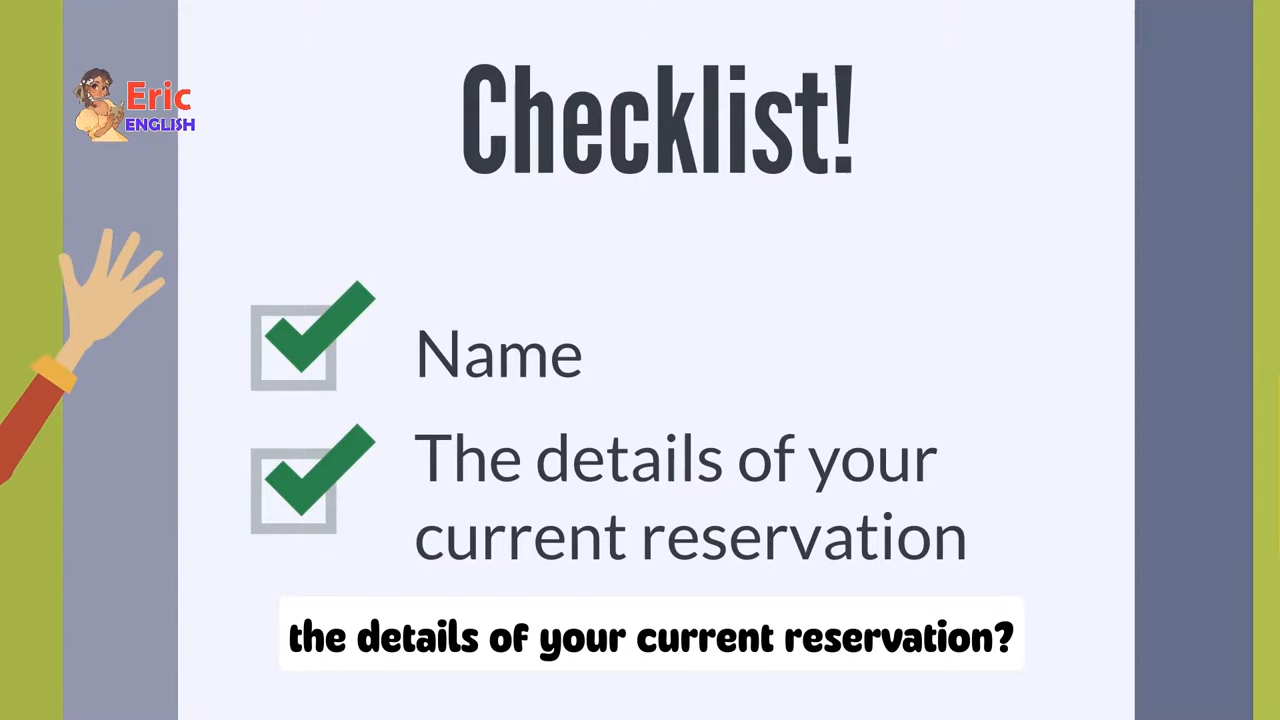 Eric
ENGLISH
Checklist!
Name
The details of your
current reservation
the details of your current reservation?